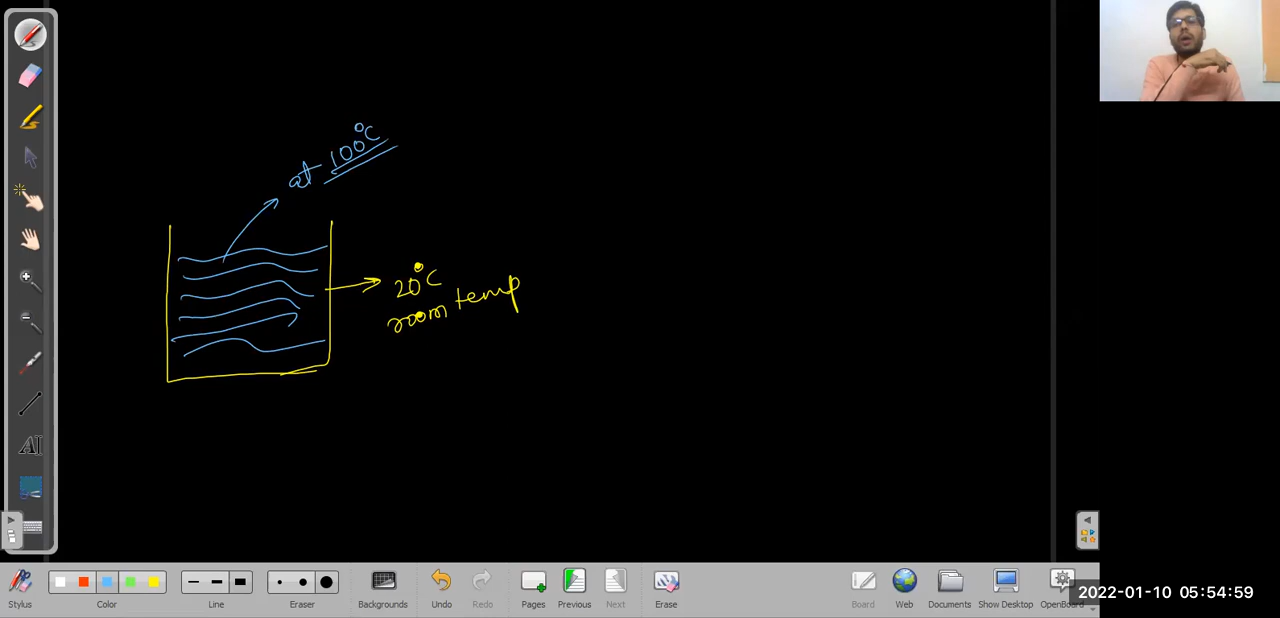 at 100°C
20°C
room temp
AI
Stylus
Color
Line
Eraser
Backgrounds
Undo
Redo
Pages
Previous
Next
Erase
Board
Web
Documents
Show Desktop
OpenBoard
2022-01-10 05:54:59